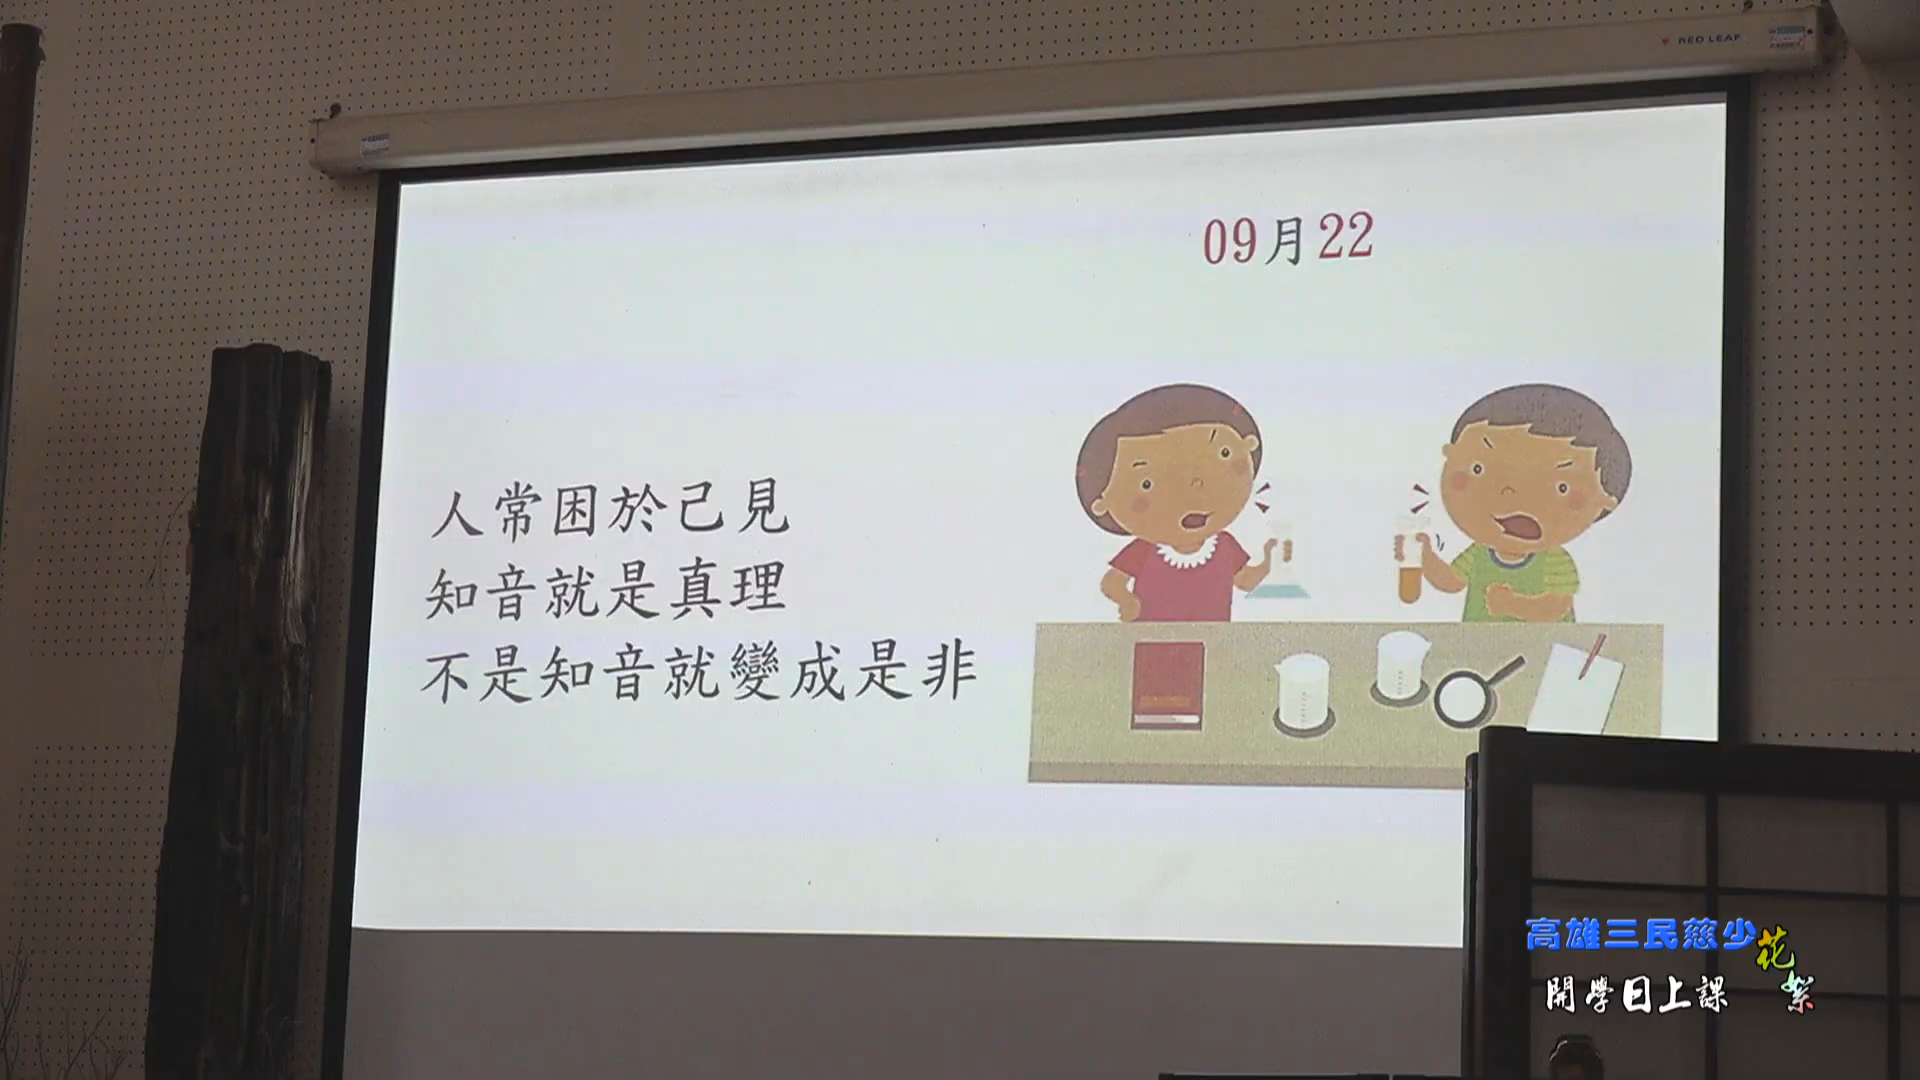 RED LEAF
09月22
人常困於己見
知音就是真理
不是知音就變成是非
高雄三民慈少花絮
開學日上課